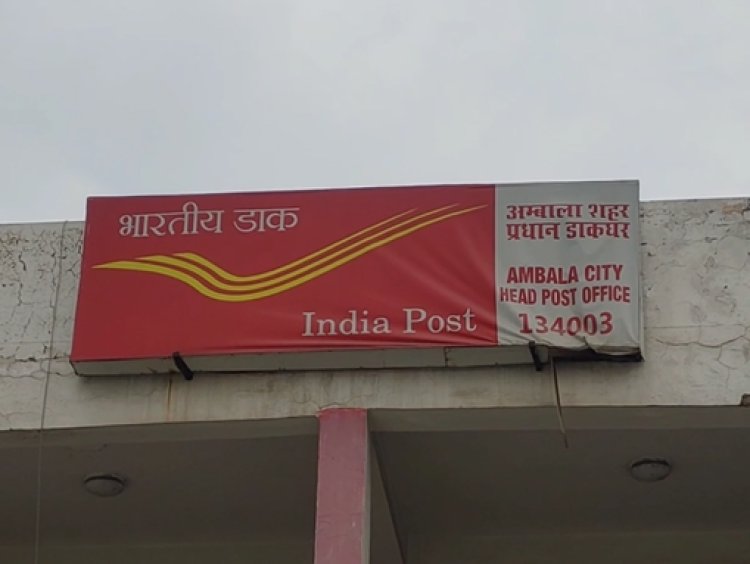 भारतीय डाक
India Post
अम्बाला शहर
प्रधान डाकघर
AMBALA CITY
HEAD POST OFFICE
134003